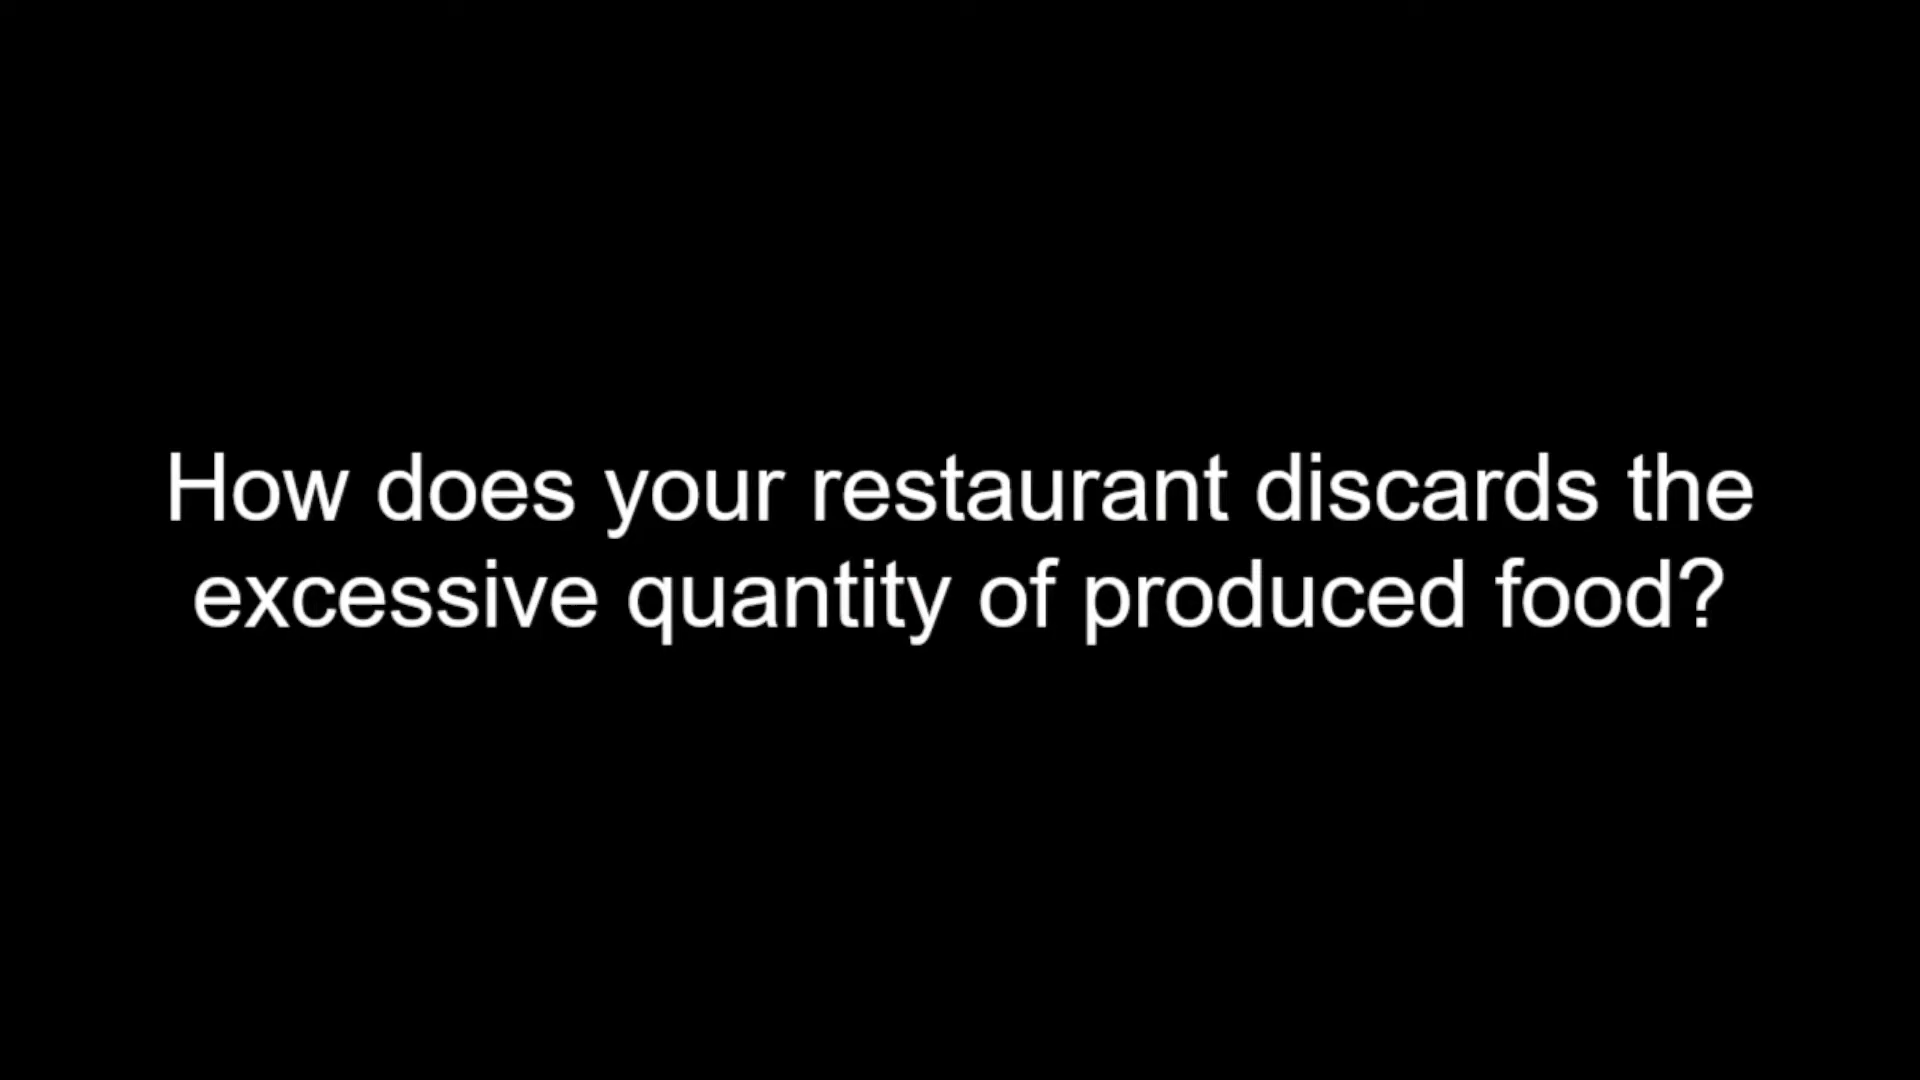 How does your restaurant discards the
excessive quantity of produced food?